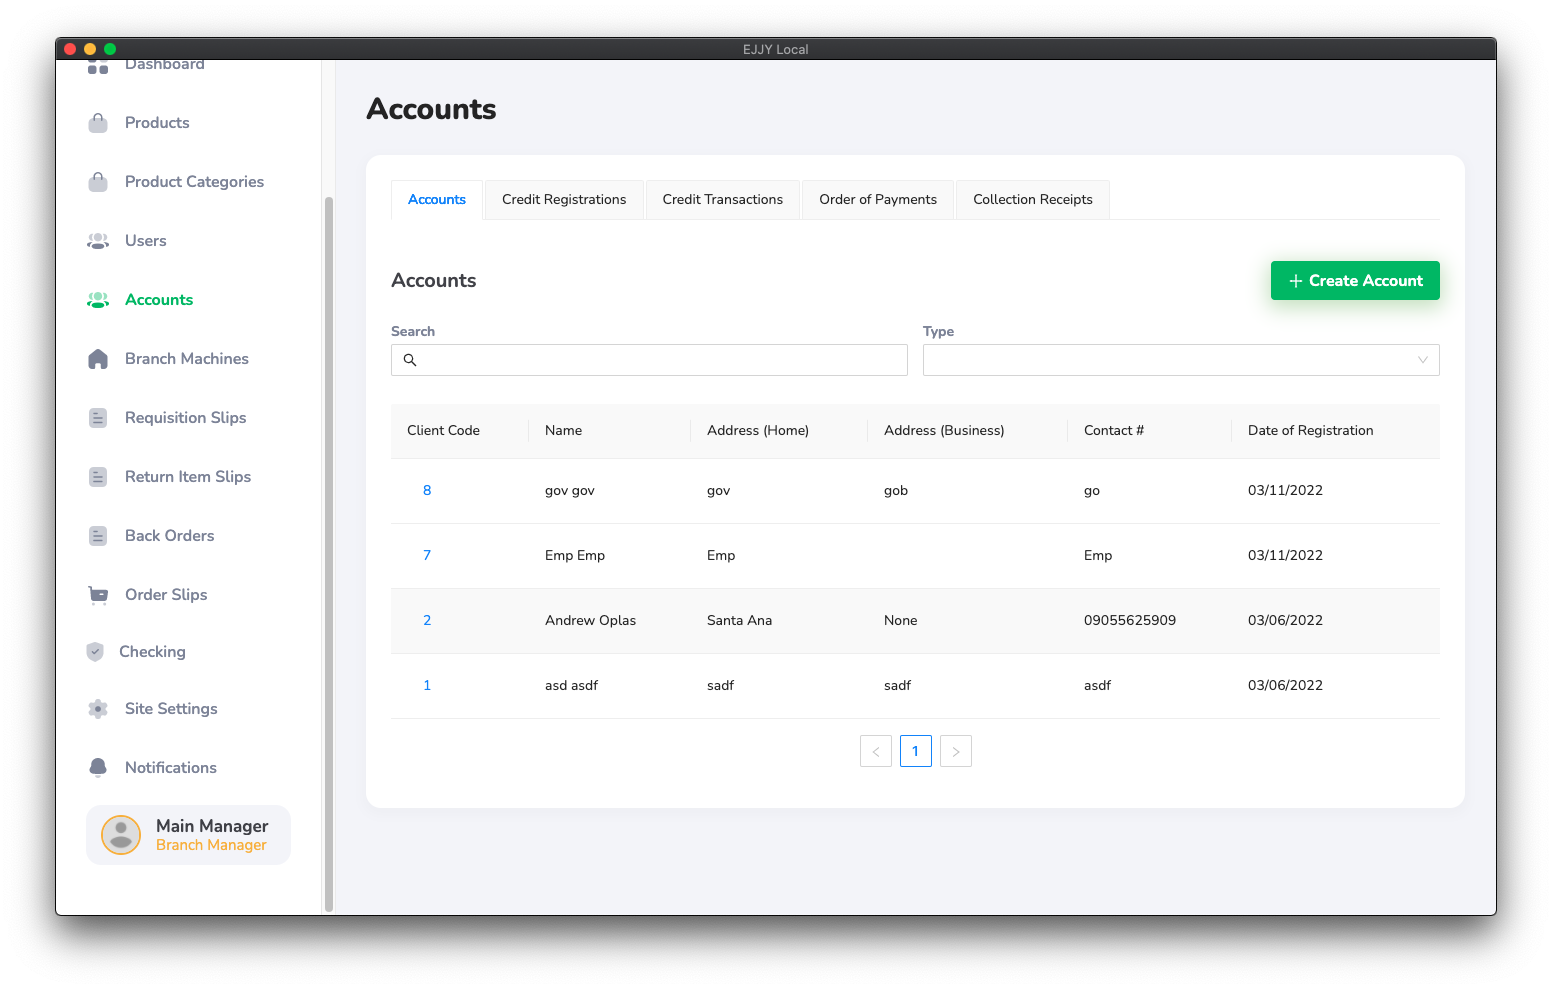 EJJY Local
Dashboard
Products
Product Categories
Users
Accounts
Branch Machines
Requisition Slips
Return Item Slips
Back Orders
Order Slips
Checking
Site Settings
Notifications
Main Manager
Branch Manager
Accounts
Accounts Credit Registrations Credit Transactions Order of Payments Collection Receipts
Accounts
Create Account
Search Type
Client Code Name Address (Home) Address (Business) Contact # Date of Registration
8 gov gov gov gob go 03/11/2022
7 Emp Emp Emp Emp 03/11/2022
2 Andrew Oplas Santa Ana None 09055625909 03/06/2022
1 asd asdf sadf sadf asdf 03/06/2022
< 1 >